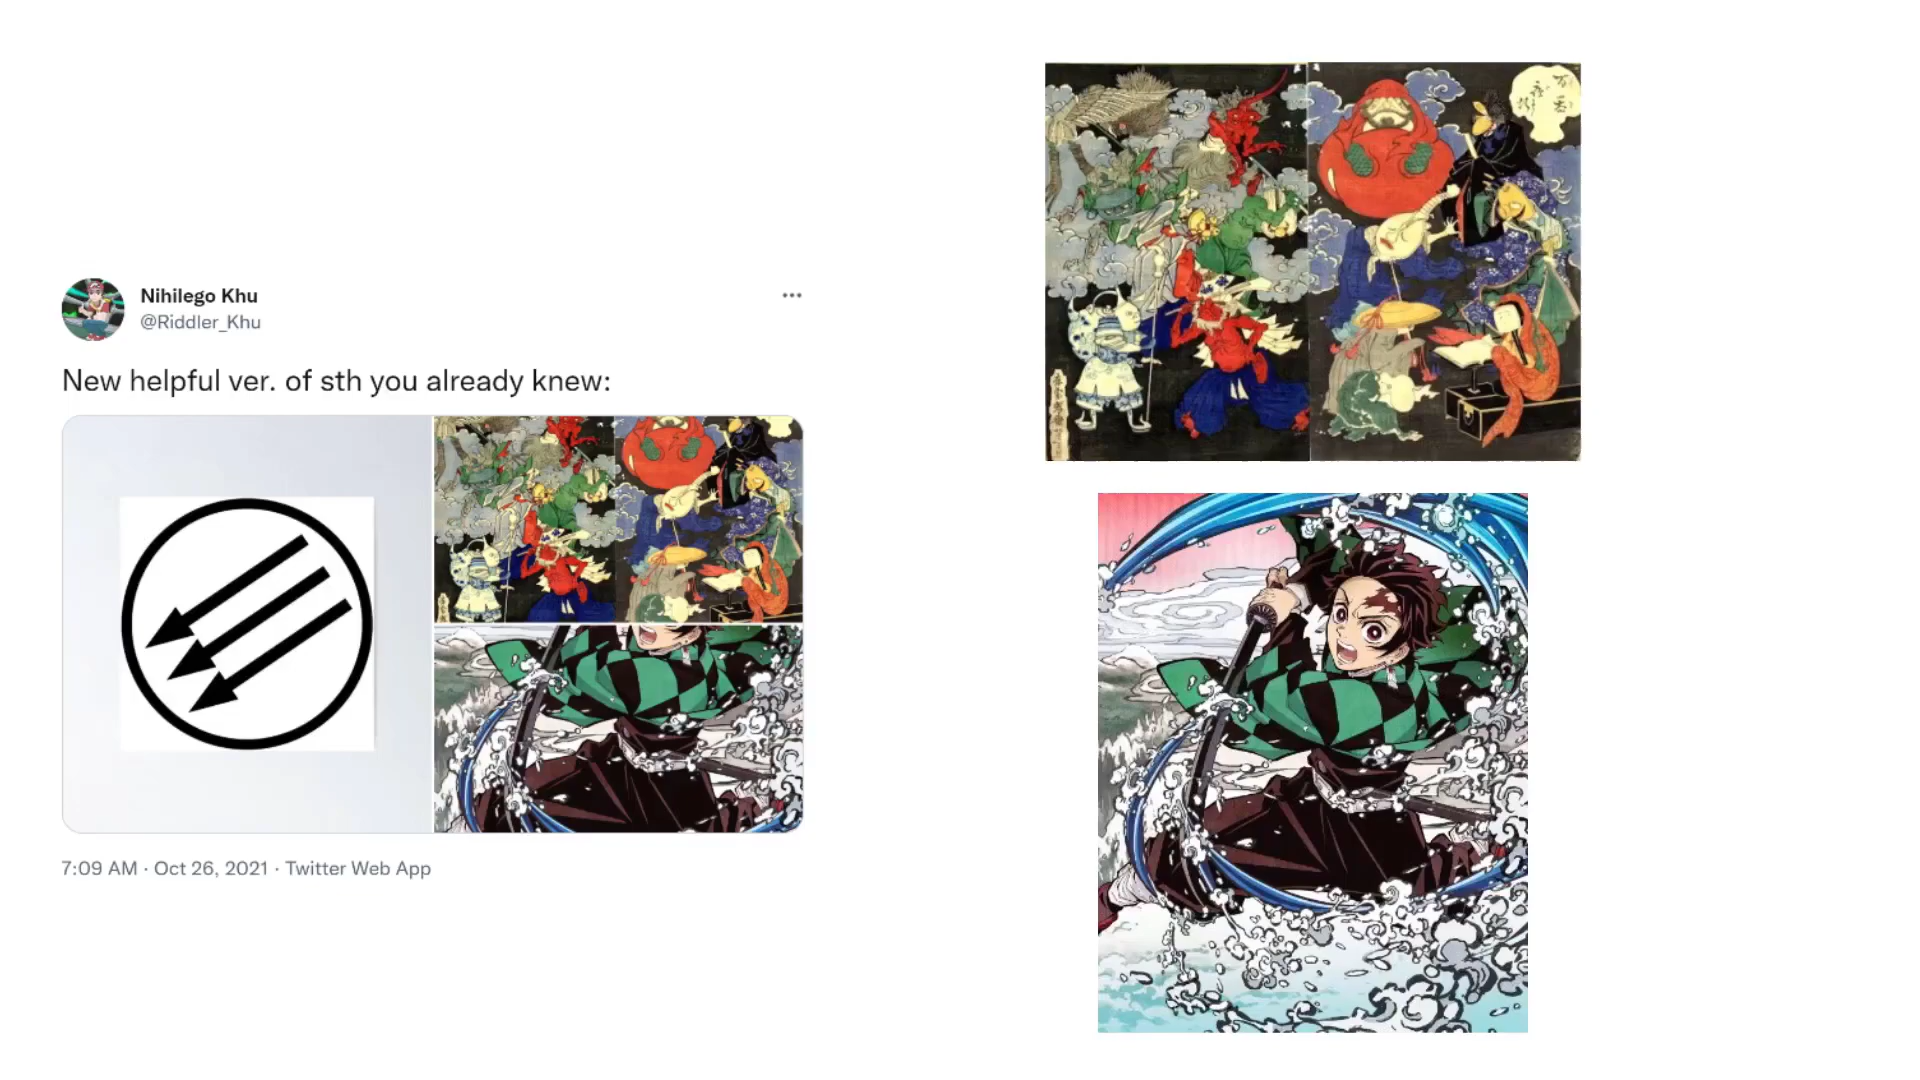 Nihilego Khu
@Riddler_Khu
New helpful ver. of sth you already knew:
7:09 AM · Oct 26, 2021 · Twitter Web App